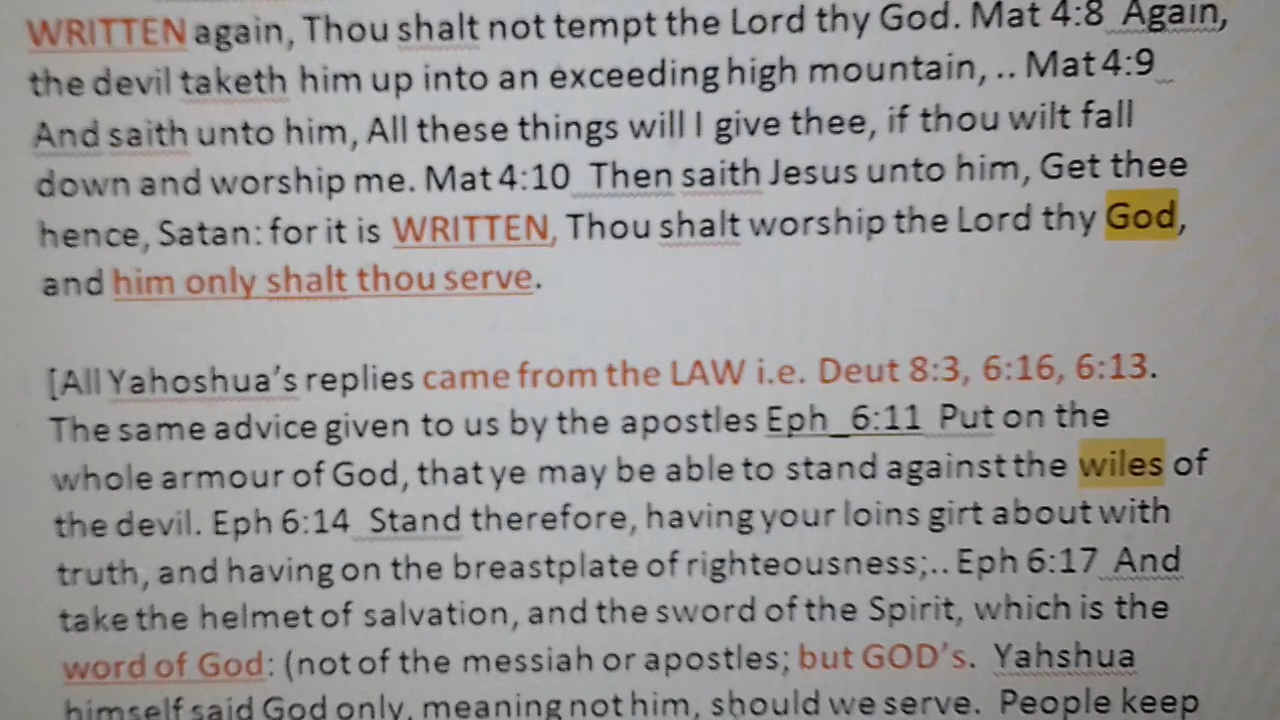 WRITTEN again, Thou shalt not tempt the Lord thy God. Mat 4:8 Again,
the devil taketh him up into an exceeding high mountain, .. Mat 4:9
And saith unto him, All these things will I give thee, if thou wilt fall
down and worship me. Mat 4:10 Then saith Jesus unto him, Get thee
hence, Satan: for it is WRITTEN, Thou shalt worship the Lord thy God,
and him only shalt thou serve.
[All Yahoshua's replies came from the LAW i.e. Deut 8:3, 6:16, 6:13.
The same advice given to us by the apostles Eph 6:11 Put on the
whole armour of God, that ye may be able to stand against the wiles of
the devil. Eph 6:14 Stand therefore, having your loins girt about with
truth, and having on the breastplate of righteousness;.. Eph 6:17 And
take the helmet of salvation, and the sword of the Spirit, which is the
word of God: (not of the messiah or apostles; but GOD's. Yahshua
himself said God only, meaning not him, should we serve. People keep